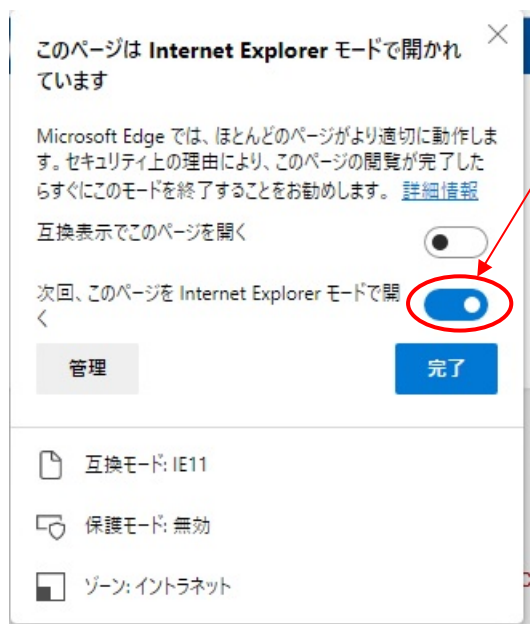 このページは Internet Explorer モードで開かれ
ています
Microsoft Edge では、ほとんどのページがより適切に動作しま
す。セキュリティ上の理由により、このページの閲覧が完了した
らすぐにこのモードを終了することをお勧めします。 詳細情報
互換表示でこのページを開く
次回、このページを Internet Explorer モードで開
く
管理
完了
互換モード: IE11
保護モード: 無効
ゾーン: イントラネット